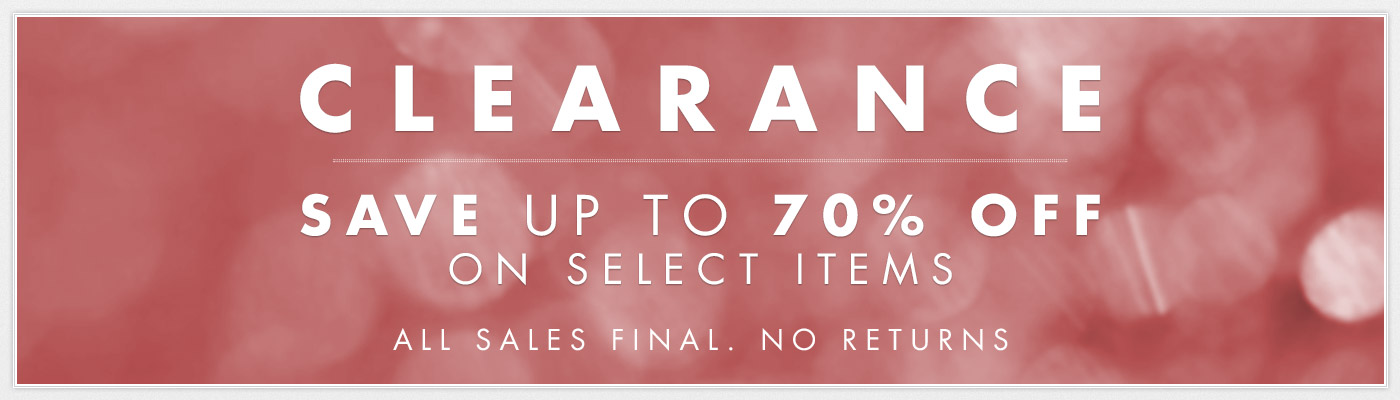 CLEARANCE
SAVE UP TO 70% OFF
ON SELECT ITEMS
ALL SALES FINAL. NO RETURNS